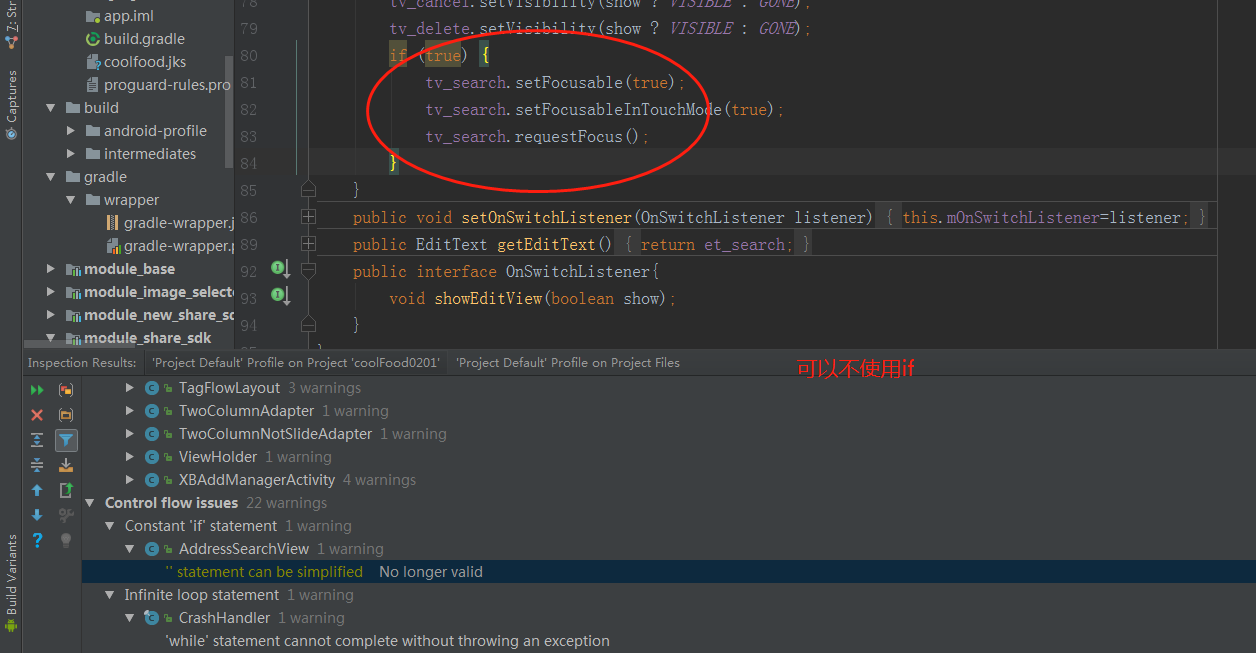 7: Str
Captures
Build Variants
app.iml
build.gradle
coolfood.jks
proguard-rules.pro
build
android-profile
intermediates
gradle
wrapper
gradle-wrapper.j
gradle-wrapper.p
module_base
module_image_selecto
module_new_share_sd
module_share_sdk
78 tv_cancel.setVisibility(show ? VISIBLE : GONE);
79 tv_delete.setVisibility(show ? VISIBLE : GONE);
80 if (true) {
81 tv_search.setFocusable(true);
82 tv_search.setFocusableInTouchMode(true);
83 tv_search.requestFocus();
84 }
85 }
86 public void setOnSwitchListener(OnSwitchListener listener) { this.mOnSwitchListener=listener; }
89 public EditText getEditText() { return et_search; }
92 public interface OnSwitchListener{
93 void showEditView(boolean show);
94 }
Inspection Results: 'Project Default' Profile on Project 'coolFood0201' 'Project Default' Profile on Project Files
可以不使用if
TagFlowLayout 3 warnings
TwoColumnAdapter 1 warning
TwoColumnNotSlideAdapter 1 warning
ViewHolder 1 warning
XBAddManagerActivity 4 warnings
Control flow issues 22 warnings
Constant 'if' statement 1 warning
AddressSearchView 1 warning
'' statement can be simplified No longer valid
Infinite loop statement 1 warning
CrashHandler 1 warning
'while' statement cannot complete without throwing an exception